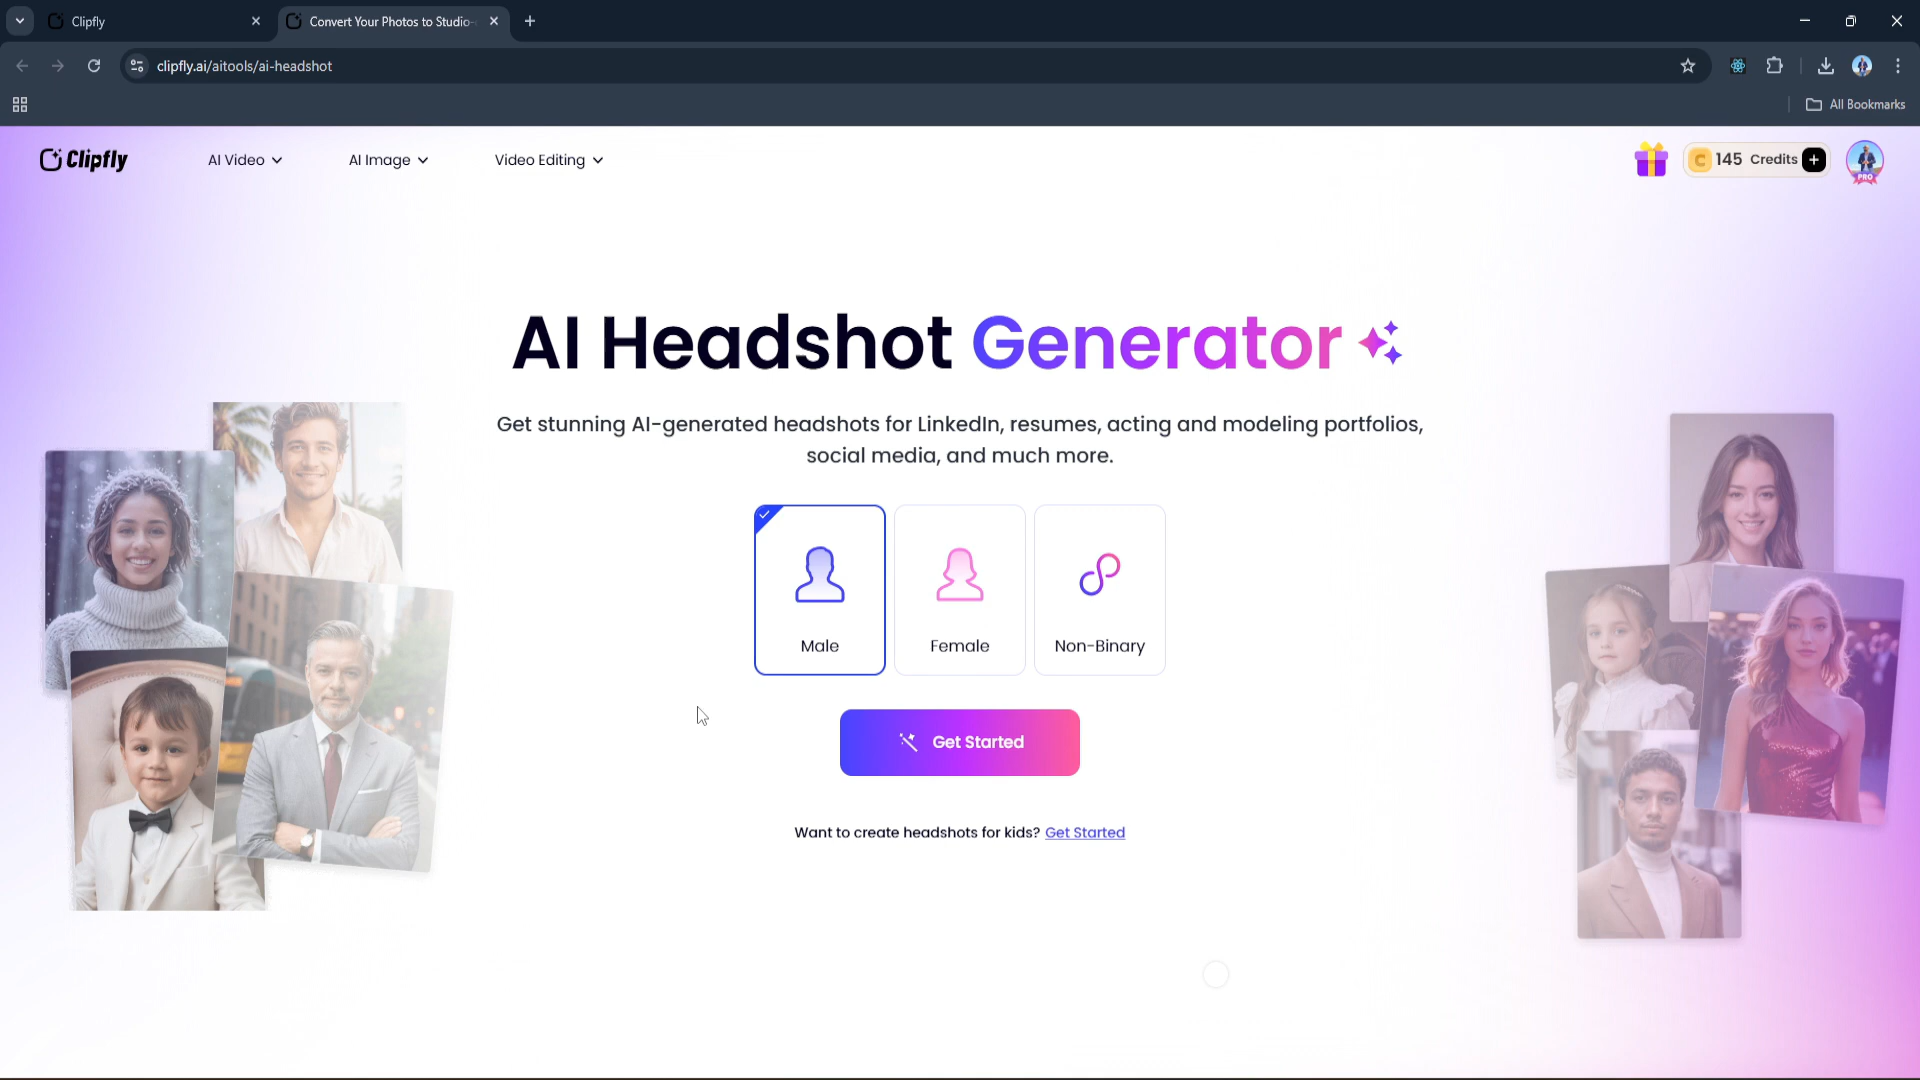 Clipfly
Convert Your Photos to Studio-
clipfly.ai/aitools/ai-headshot
All Bookmarks
Clipfly
AI Video
AI Image
Video Editing
C 145 Credits +
PRO
AI Headshot Generator
Get stunning AI-generated headshots for LinkedIn, resumes, acting and modeling portfolios,
social media, and much more.
Male
Female
Non-Binary
Get Started
Want to create headshots for kids? Get Started